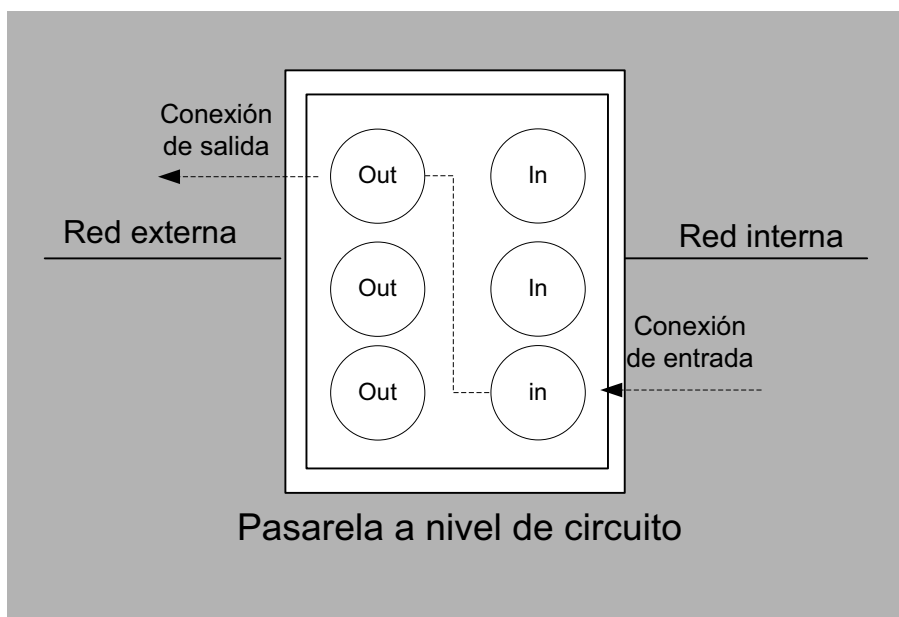 Conexión
de salida
Out
In
Red externa
Red interna
Out
In
Conexión
de entrada
Out
in
Pasarela a nivel de circuito